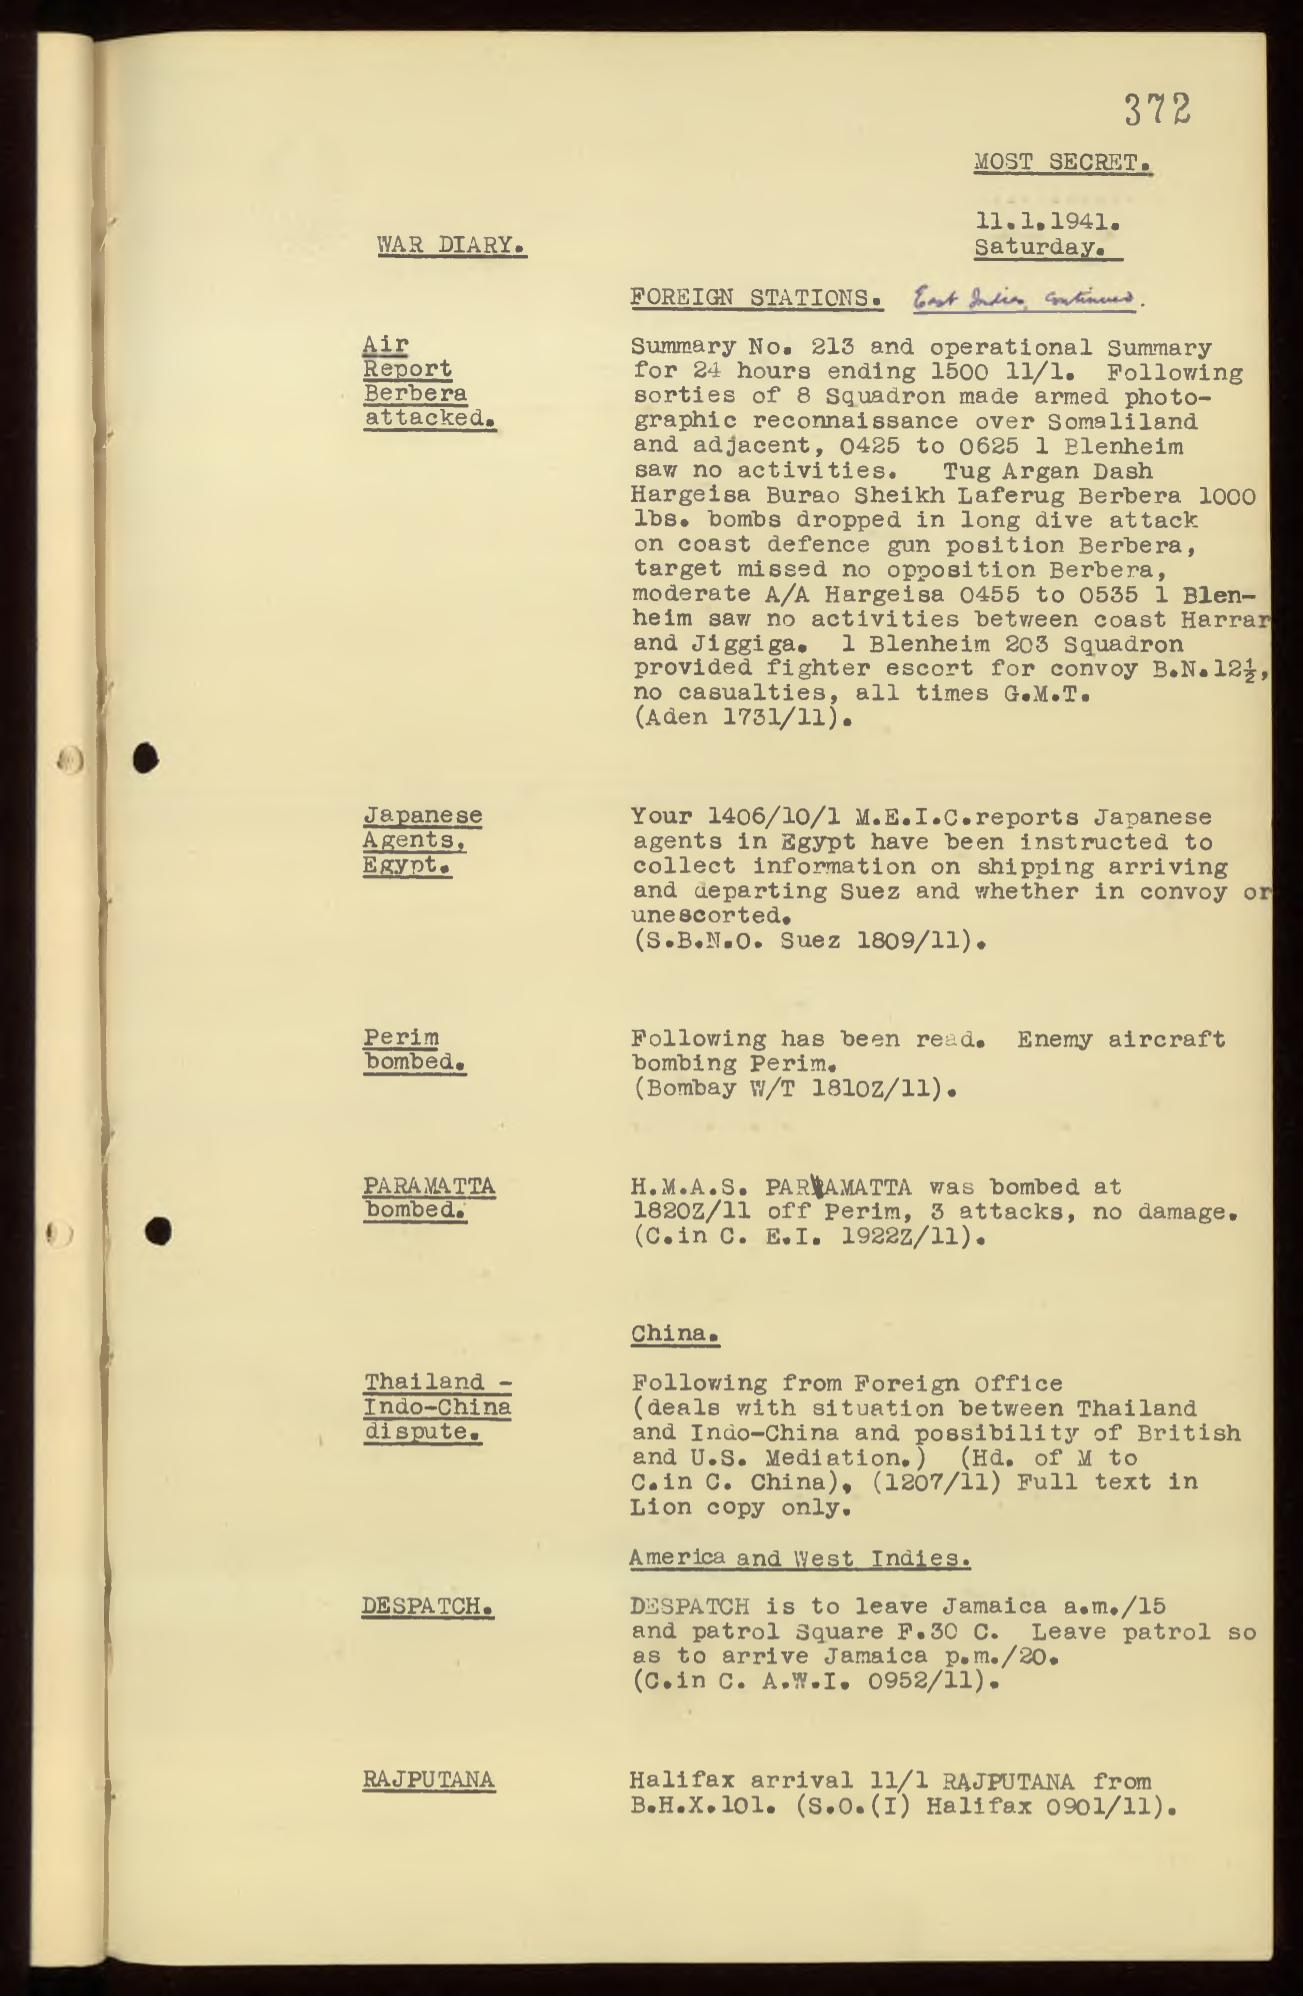 372
MOST SECRET.
11.1.1941.
Saturday.
WAR DIARY.
FOREIGN STATIONS. East Indies continued.
Air
Report
Berbera
attacked.
Summary No. 213 and operational Summary
for 24 hours ending 1500 11/1. Following
sorties of 8 Squadron made armed photo-
graphic reconnaissance over Somaliland
and adjacent, 0425 to 0625 1 Blenheim
saw no activities. Tug Argan Dash
Hargeisa Burao Sheikh Laferug Berbera 1000
lbs. bombs dropped in long dive attack
on coast defence gun position Berbera,
target missed no opposition Berbera,
moderate A/A Hargeisa 0455 to 0535 1 Blen-
heim saw no activities between coast Harrar
and Jiggiga. 1 Blenheim 203 Squadron
provided fighter escort for convoy B.N.12½,
no casualties, all times G.M.T.
(Aden 1731/11).
Japanese
Agents,
Egypt.
Your 1406/10/1 M.E.I.C.reports Japanese
agents in Egypt have been instructed to
collect information on shipping arriving
and departing Suez and whether in convoy or
unescorted.
(S.B.N.O. Suez 1809/11).
Perim
bombed.
Following has been read. Enemy aircraft
bombing Perim.
(Bombay W/T 1810Z/11).
PARAMATTA
bombed.
H.M.A.S. PARRAMATTA was bombed at
1820Z/11 off Perim, 3 attacks, no damage.
(C.in C. E.I. 1922Z/11).
China.
Thailand -
Indo-China
dispute.
Following from Foreign Office
(deals with situation between Thailand
and Indo-China and possibility of British
and U.S. Mediation.) (Hd. of M to
C.in C. China), (1207/11) Full text in
Lion copy only.
America and West Indies.
DESPATCH.
DESPATCH is to leave Jamaica a.m./15
and patrol Square F.30 C. Leave patrol so
as to arrive Jamaica p.m./20.
(C.in C. A.W.I. 0952/11).
RAJPUTANA
Halifax arrival 11/1 RAJPUTANA from
B.H.X.101. (S.O.(I) Halifax 0901/11).